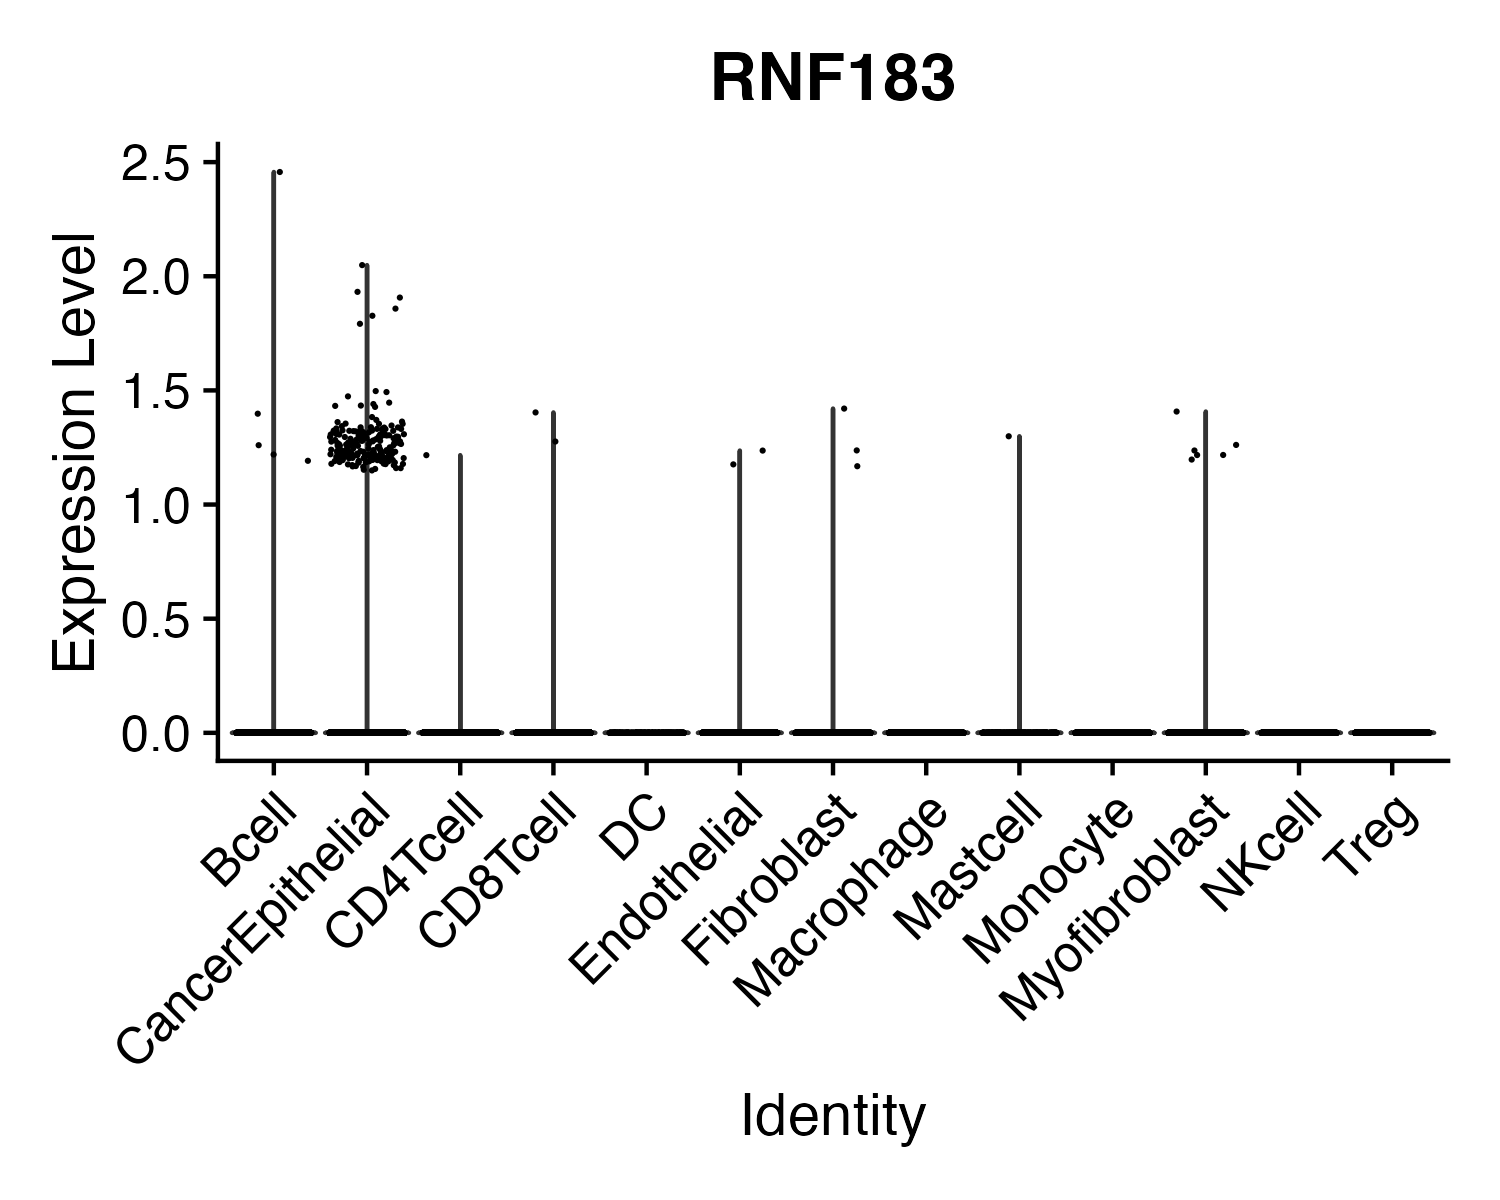 RNF183
Expression Level
2.5
2.0
1.5
1.0
0.5
0.0
Bcell
CancerEpithelial
CD4Tcell
CD8Tcell
DC
Endothelial
Fibroblast
Macrophage
Mastcell
Monocyte
Myofibroblast
NKcell
Treg
Identity